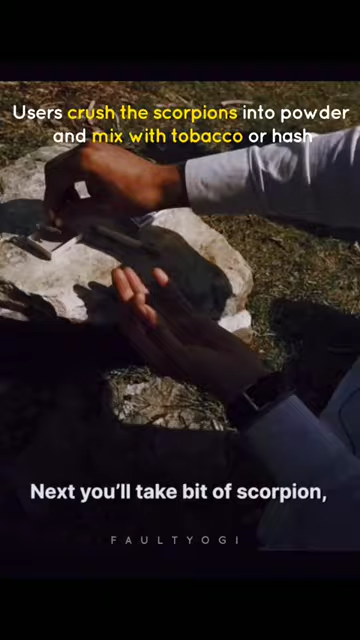 Users crush the scorpions into powder
and mix with tobacco or hash
Next you'll take bit of scorpion,
FAULTYOGI